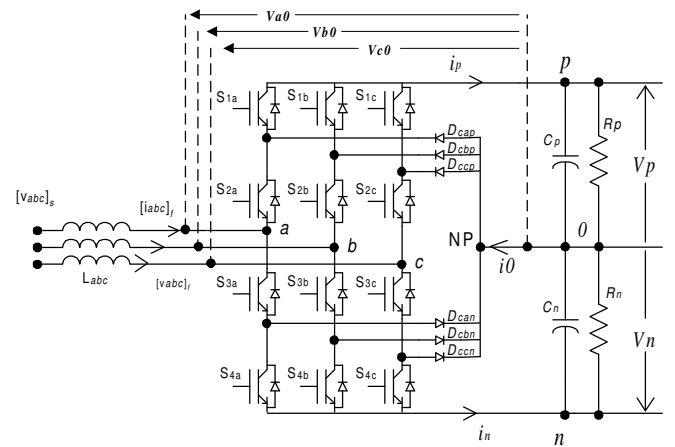 Va0
Vb0
Vc0
ip
p
S1a
S1b
S1c
Dcap
Dcbp
Dccp
Cp
Rp
Vp
S2a
S2b
S2c
[vabc]s
[iabc]f
a
b
c
NP
i0
0
Labc
[vabc]f
S3a
S3b
S3c
Dcan
Dcbn
Dccn
Cn
Rn
Vn
S4a
S4b
S4c
in
n